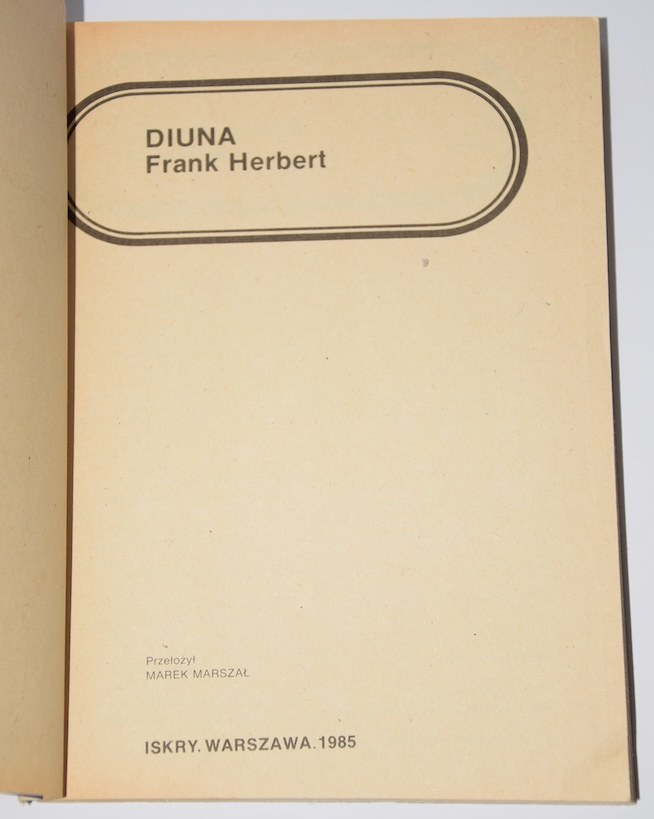 DIUNA
Frank Herbert
Przełożył
MAREK MARSZAŁ
ISKRY. WARSZAWA. 1985